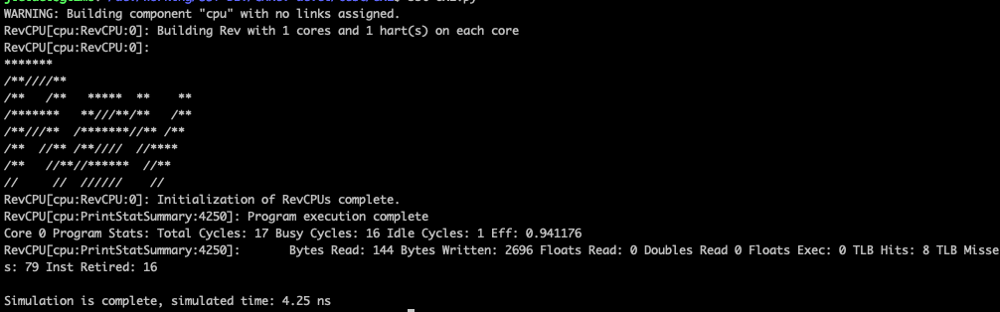 WARNING: Building component "cpu" with no links assigned.
RevCPU[cpu:RevCPU:0]: Building Rev with 1 cores and 1 hart(s) on each core
RevCPU[cpu:RevCPU:0]:
*******
/**////**
/**   /**   *****  **    **
/*******   **///**/**   /**
/**///**  /*******//** /**
/**  //** /**////  //****
/**   //**//******  //**
//     //  //////    //
RevCPU[cpu:RevCPU:0]: Initialization of RevCPUs complete.
RevCPU[cpu:PrintStatSummary:4250]: Program execution complete
Core 0 Program Stats: Total Cycles: 17 Busy Cycles: 16 Idle Cycles: 1 Eff: 0.941176
RevCPU[cpu:PrintStatSummary:4250]:       Bytes Read: 144 Bytes Written: 2696 Floats Read: 0 Doubles Read 0 Floats Exec: 0 TLB Hits: 8 TLB Misse
s: 79 Inst Retired: 16
Simulation is complete, simulated time: 4.25 ns